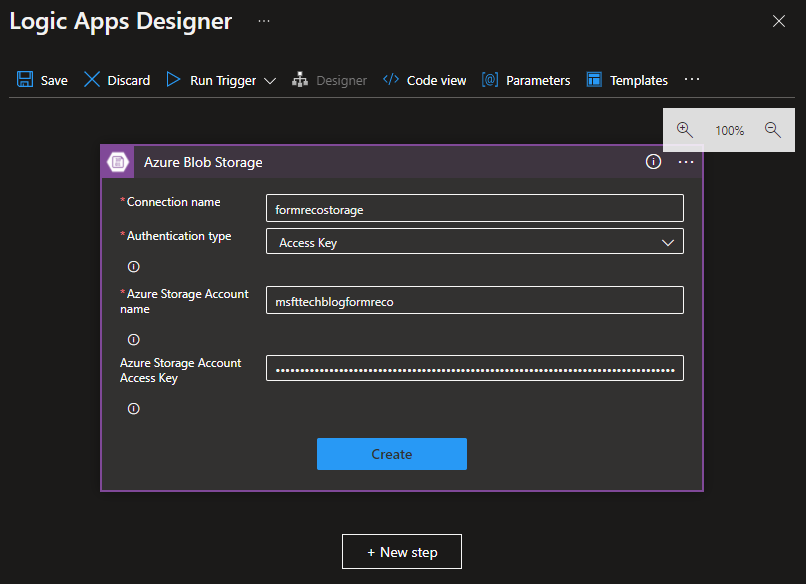 Logic Apps Designer ...
Save Discard Run Trigger Designer Code view Parameters Templates ...
100%
Azure Blob Storage ...
*Connection name formrecostorage
*Authentication type Access Key
*Azure Storage Account
name
msfttechblogformreco
Azure Storage Account
Access Key
Create
+ New step